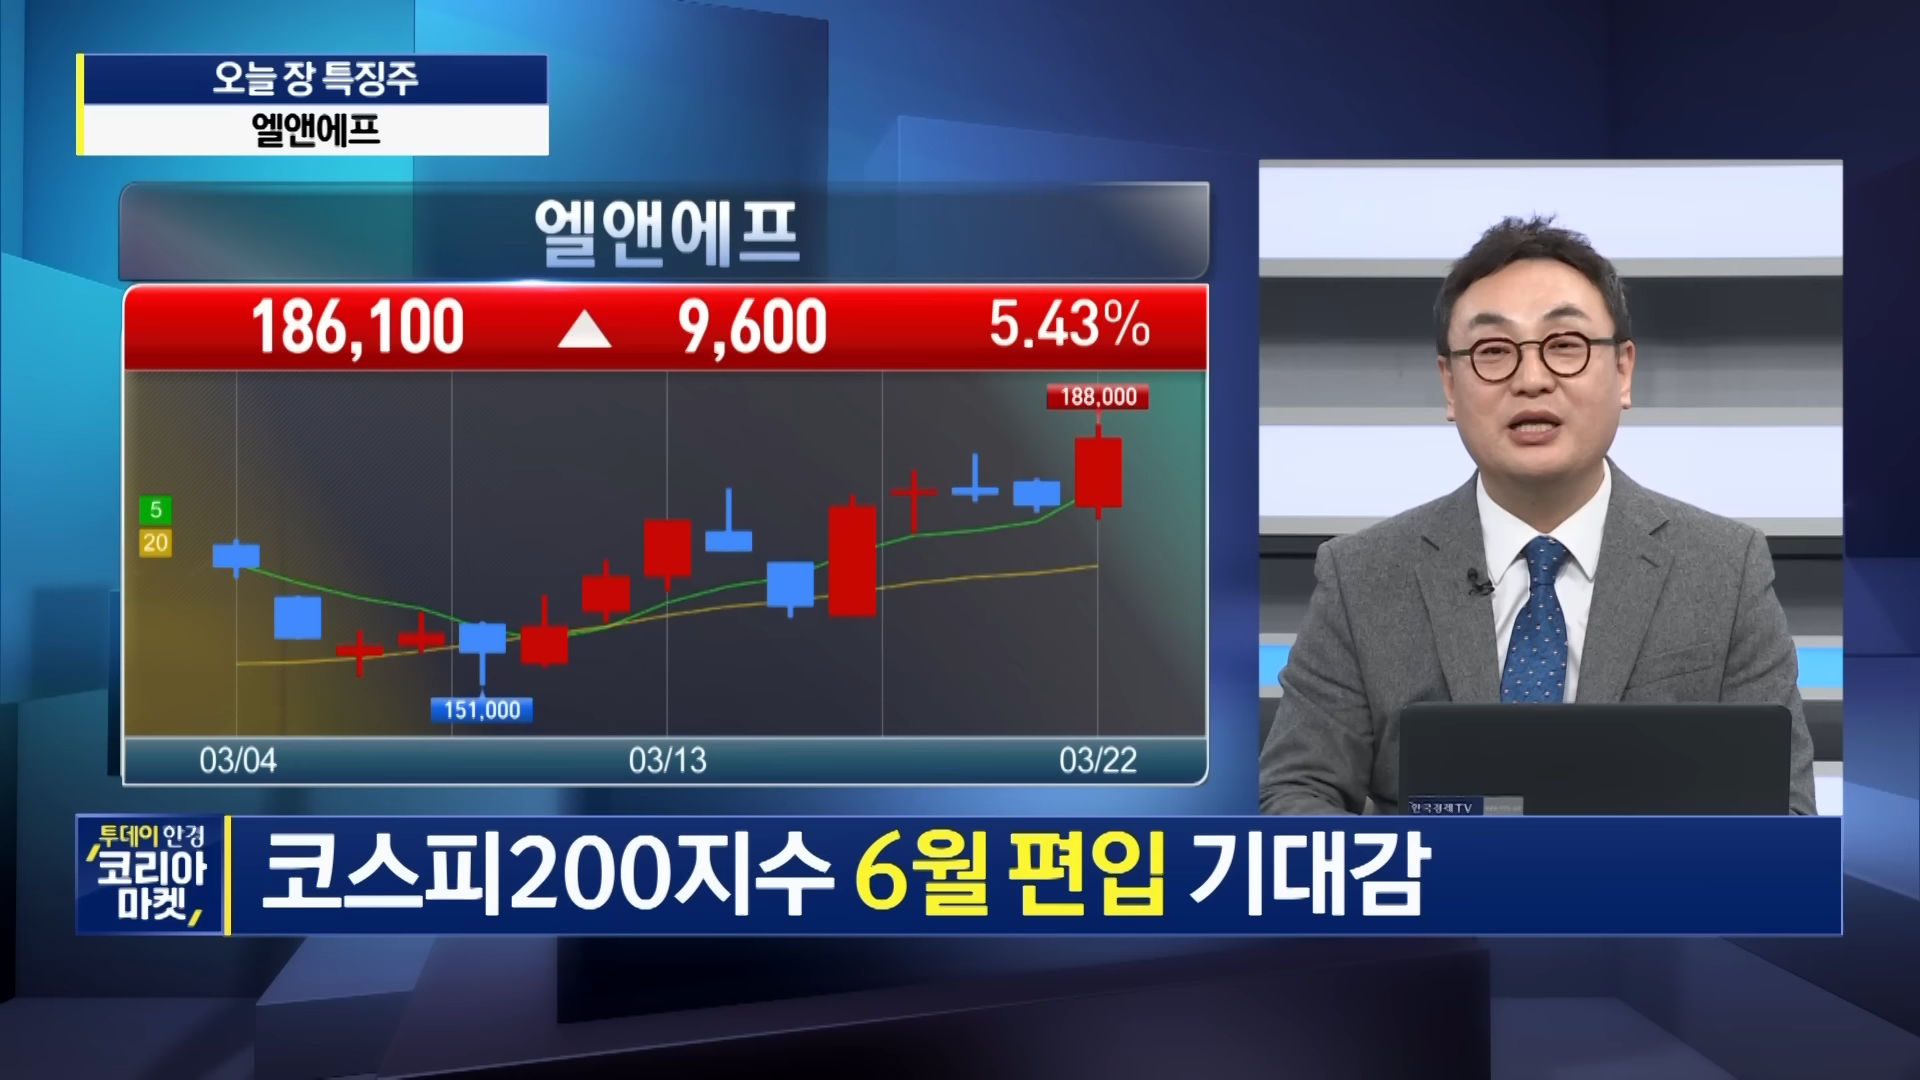 오늘 장 특징주
엘앤에프
엘앤에프
186,100 ▲ 9,600 5.43%
188,000
5
20
151,000
03/04 03/13 03/22
한국경제TV
투데이 한경
코리아
마켓
코스피200지수 6월 편입 기대감